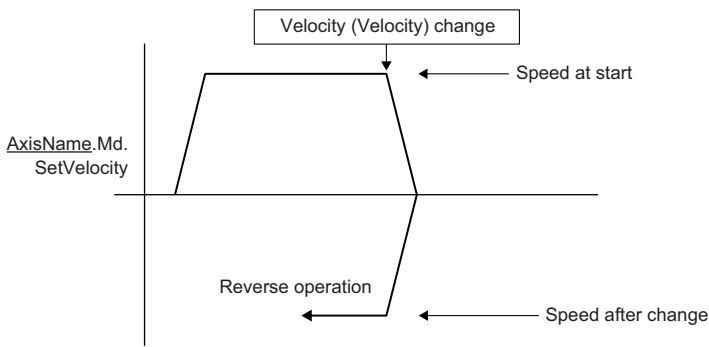 Velocity (Velocity) change
Speed at start
AxisName.Md.
SetVelocity
Reverse operation
Speed after change